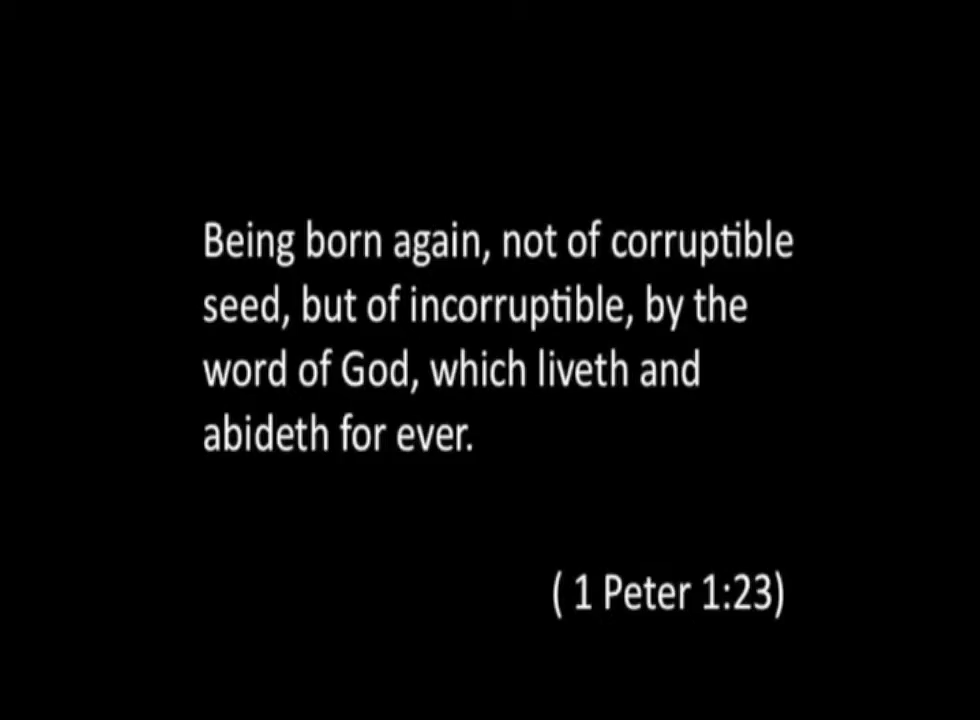 Being born again, not of corruptible
seed, but of incorruptible, by the
word of God, which liveth and
abideth for ever.
( 1 Peter 1:23)